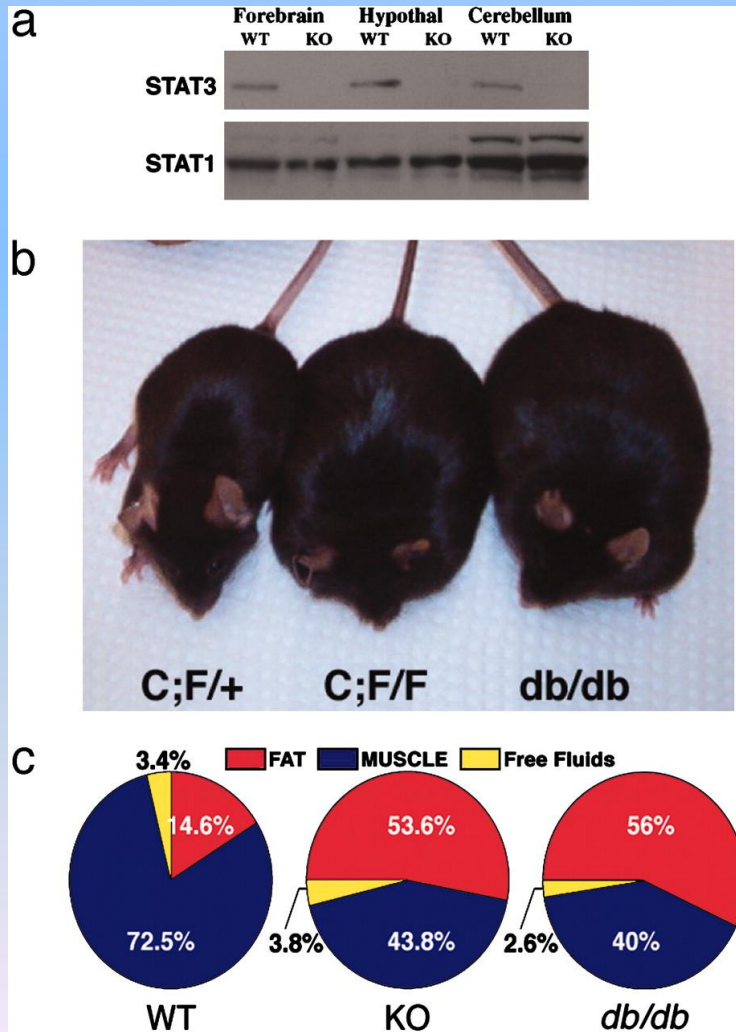 a
Forebrain Hypothal Cerebellum
WT KO WT KO WT KO
STAT3
STAT1
b
C;F/+ C;F/F db/db
c
FAT MUSCLE Free Fluids
3.4%
14.6%
72.5%
WT
53.6%
3.8%
43.8%
KO
56%
2.6%
40%
db/db